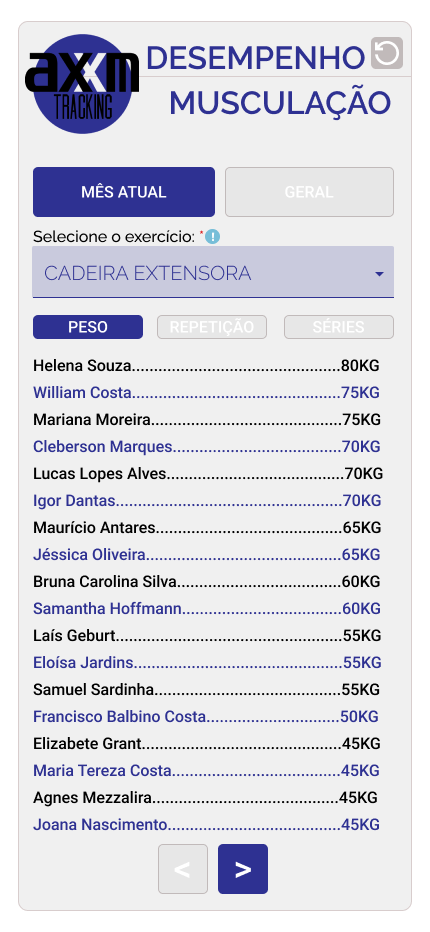 axxm
TRACKING
DESEMPENHO
MUSCULAÇÃO
MÊS ATUAL
GERAL
Selecione o exercício: *!
CADEIRA EXTENSORA
PESO
REPETIÇÃO
SÉRIES
Helena Souza..................................................80KG
William Costa..................................................75KG
Mariana Moreira..............................................75KG
Cleberson Marques.........................................70KG
Lucas Lopes Alves...........................................70KG
Igor Dantas......................................................70KG
Maurício Antares.............................................65KG
Jéssica Oliveira...............................................65KG
Bruna Carolina Silva........................................60KG
Samantha Hoffmann......................................60KG
Laís Geburt......................................................55KG
Eloísa Jardins..................................................55KG
Samuel Sardinha.............................................55KG
Francisco Balbino Costa................................50KG
Elizabete Grant................................................45KG
Maria Tereza Costa.........................................45KG
Agnes Mezzalira.............................................45KG
Joana Nascimento..........................................45KG
<
>